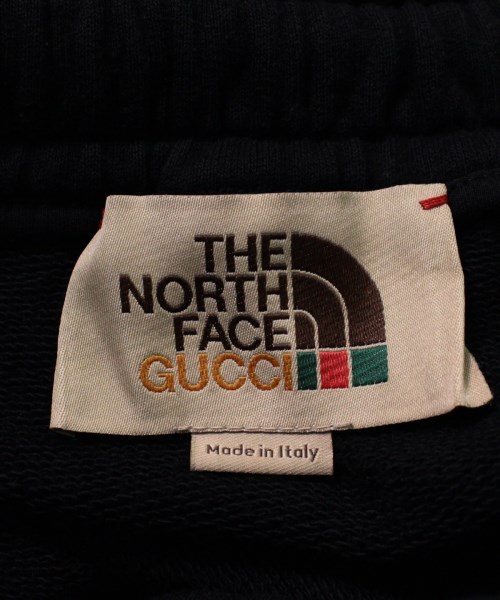 THE
NORTH
FACE
GUCCI
Made in Italy